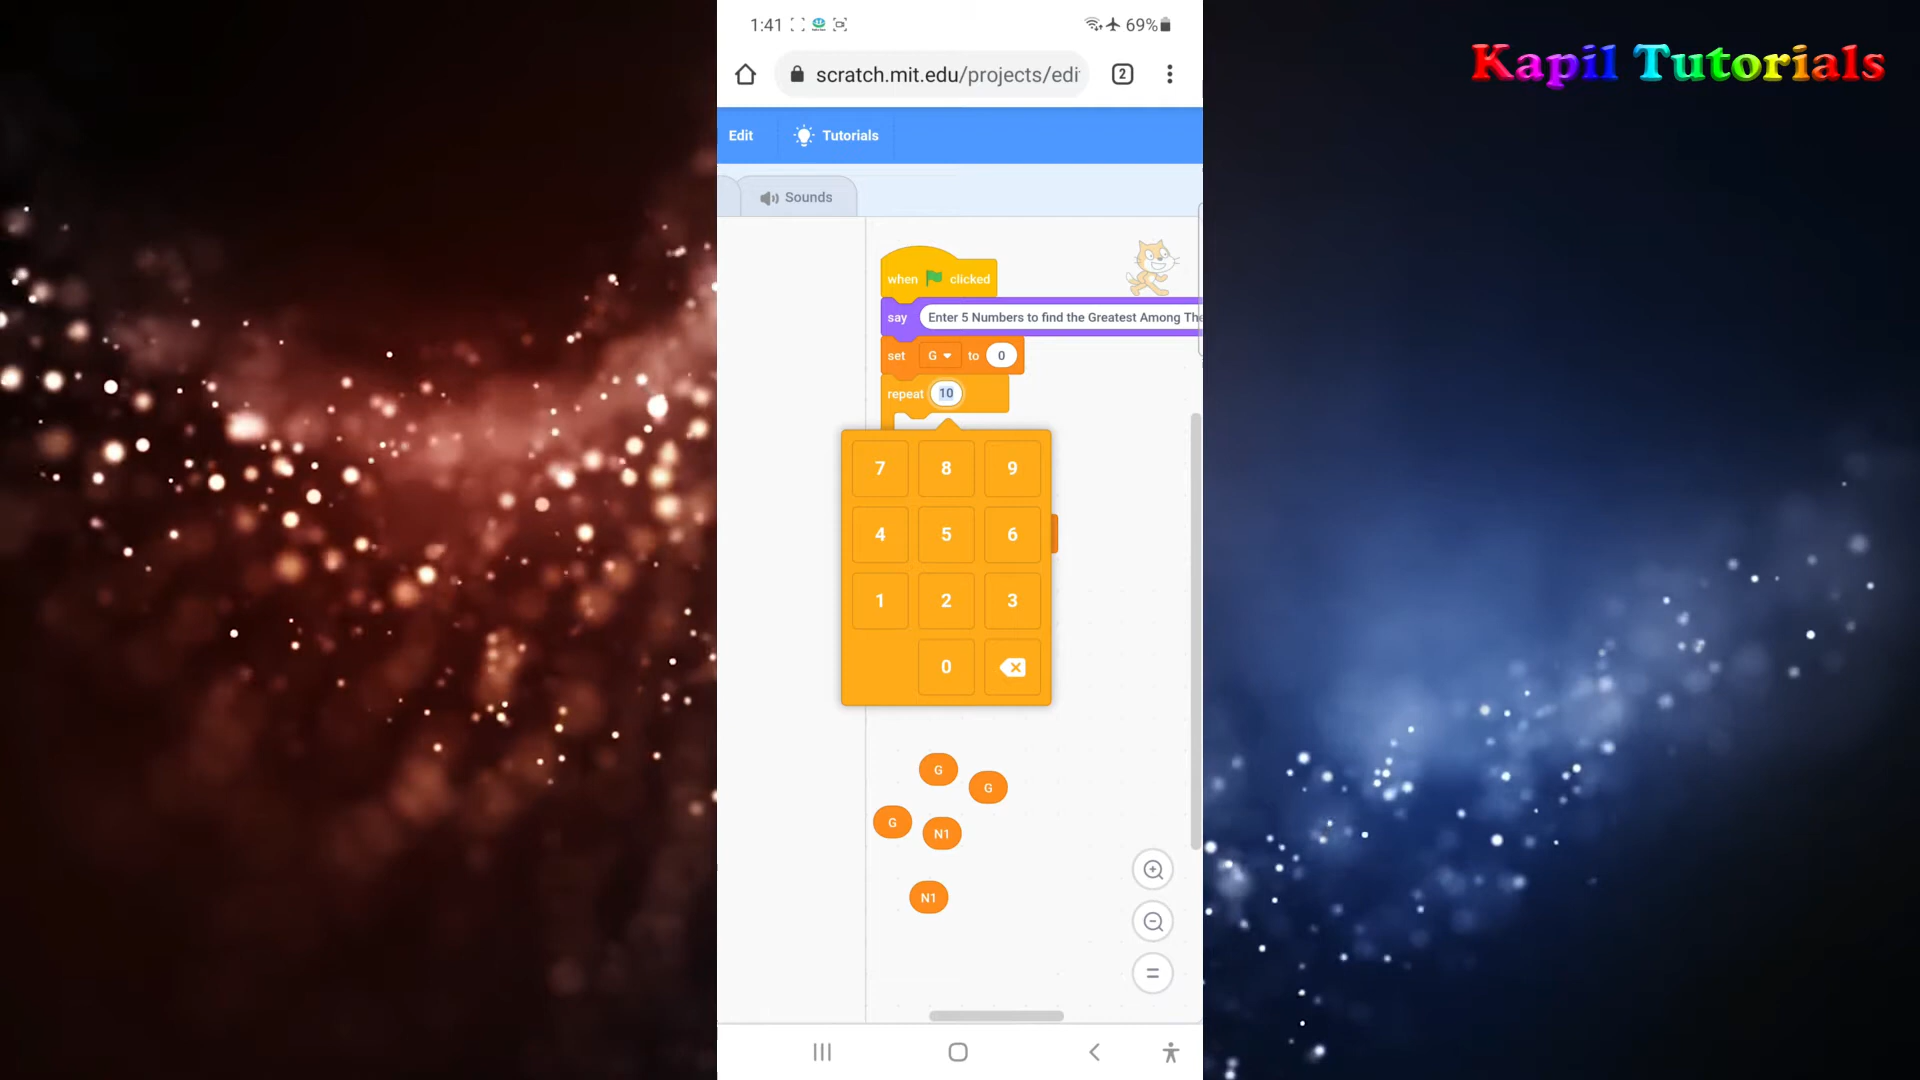 1:41
69%
Kapil Tutorials
scratch.mit.edu/projects/edi
2
Edit
Tutorials
Sounds
when clicked
say Enter 5 Numbers to find the Greatest Among The
set G to 0
repeat 10
7 8 9
4 5 6
1 2 3
0
G
G
G
N1
N1